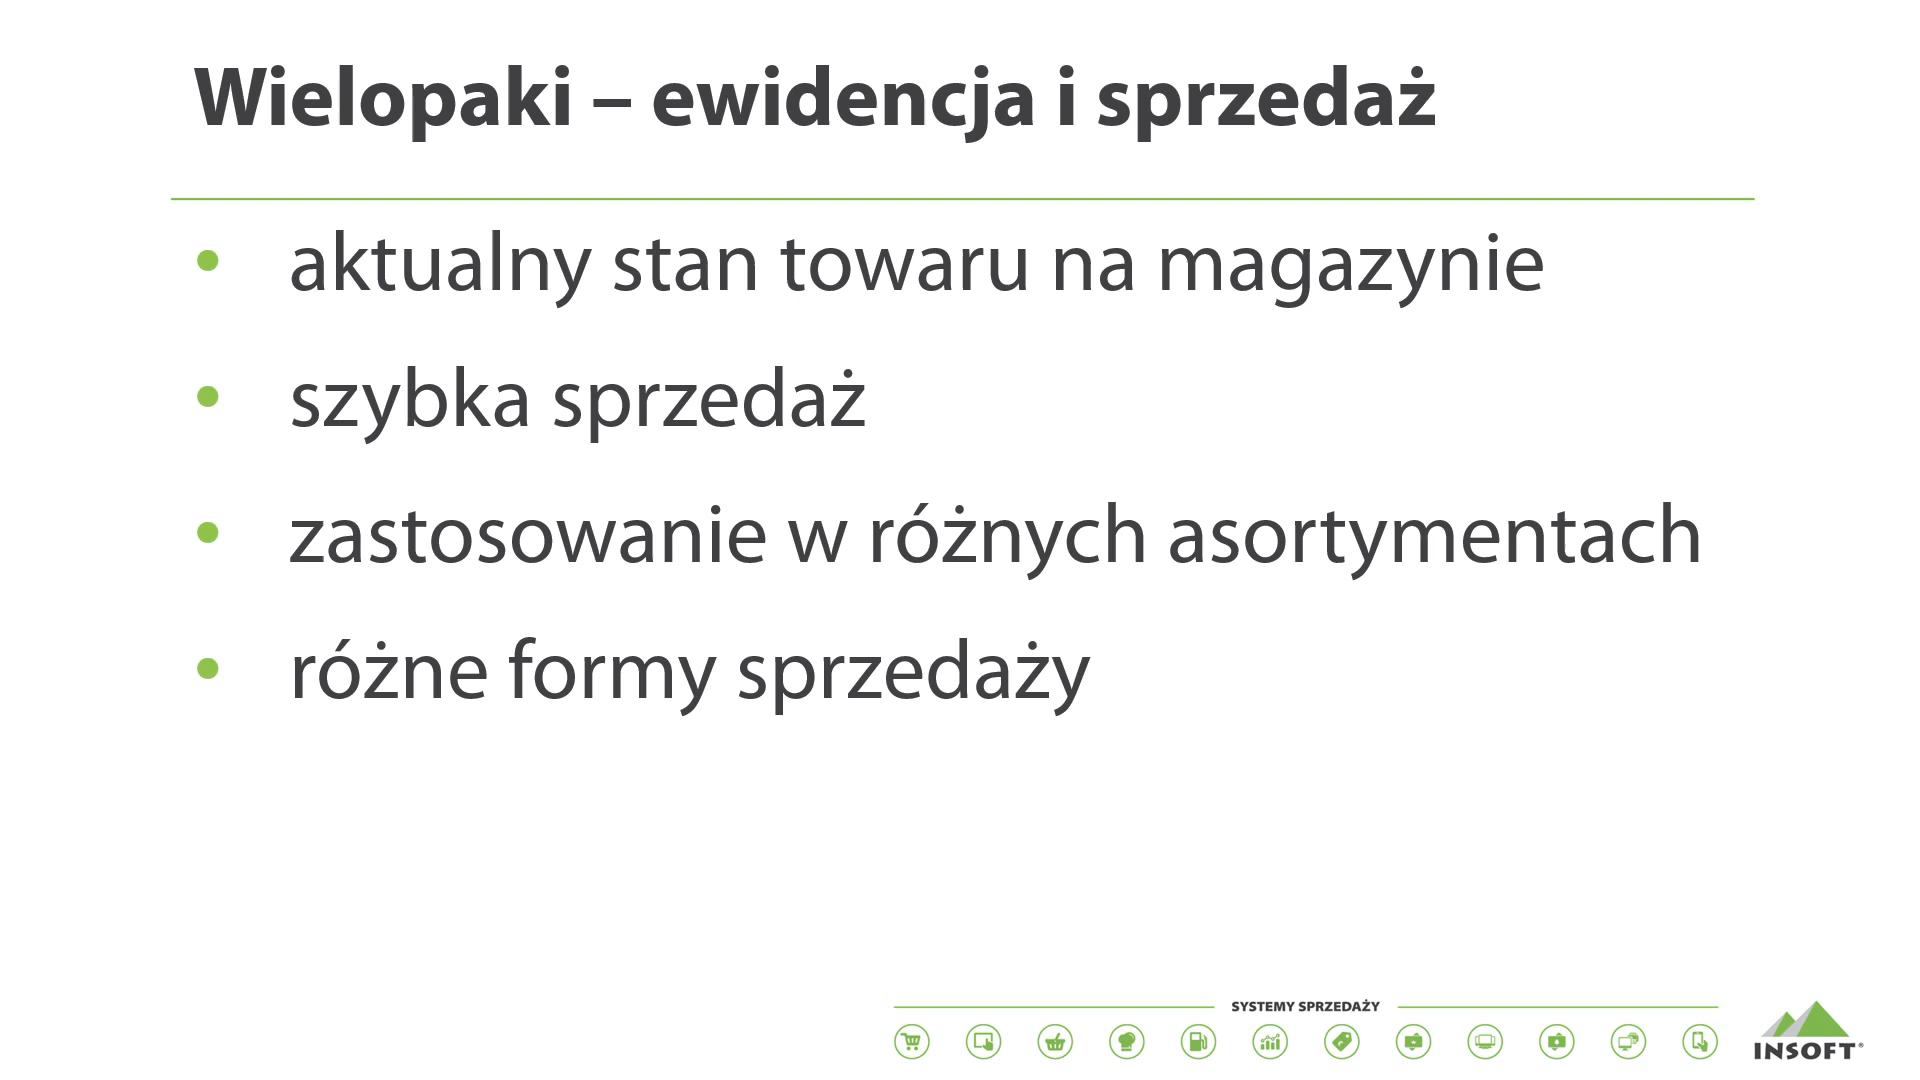 Wielopaki – ewidencja i sprzedaż
• aktualny stan towaru na magazynie
• szybka sprzedaż
• zastosowanie w różnych asortymentach
• różne formy sprzedaży
SYSTEMY SPRZEDAŻY
INSOFT®